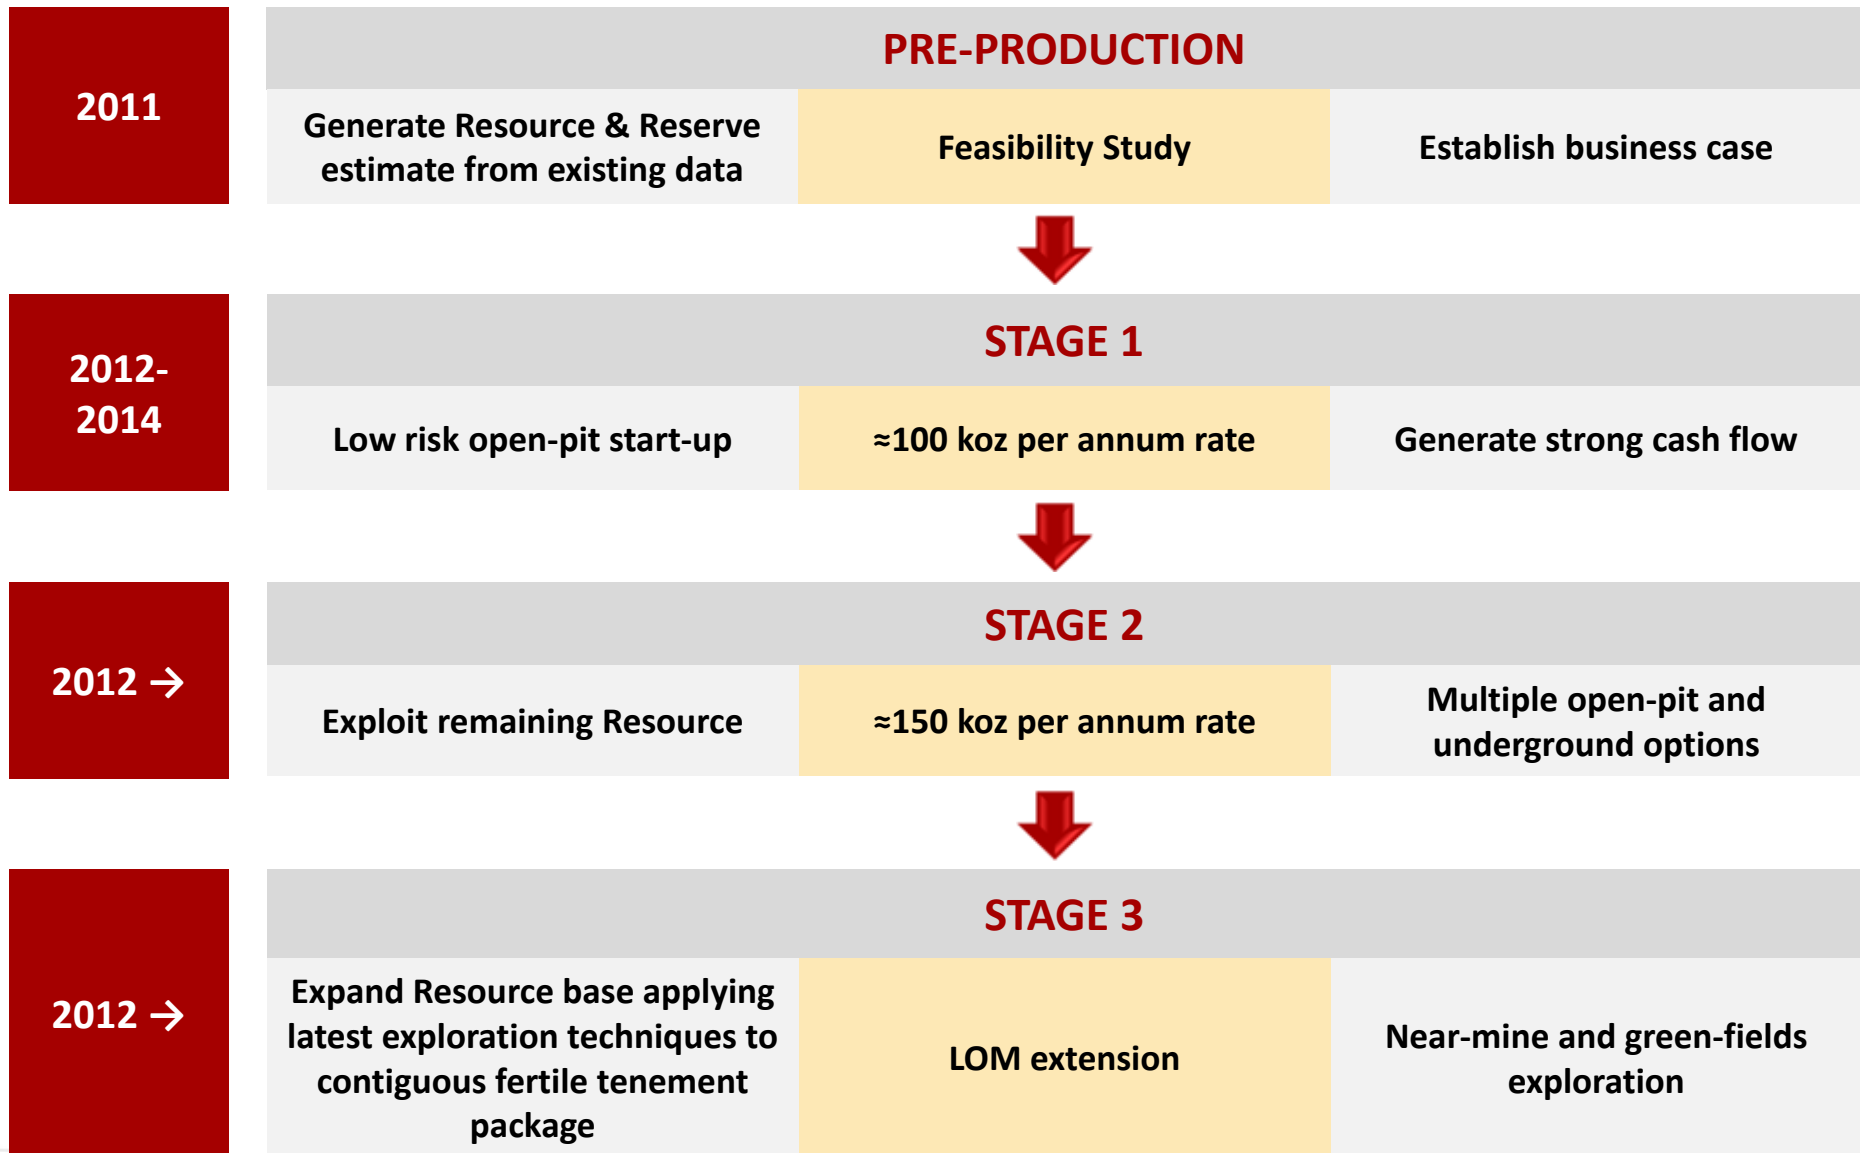 2011
PRE-PRODUCTION
Generate Resource & Reserve
estimate from existing data
Feasibility Study
Establish business case
2012-
2014
STAGE 1
Low risk open-pit start-up
≈100 koz per annum rate
Generate strong cash flow
2012 →
STAGE 2
Exploit remaining Resource
≈150 koz per annum rate
Multiple open-pit and
underground options
2012 →
STAGE 3
Expand Resource base applying
latest exploration techniques to
contiguous fertile tenement
package
LOM extension
Near-mine and green-fields
exploration